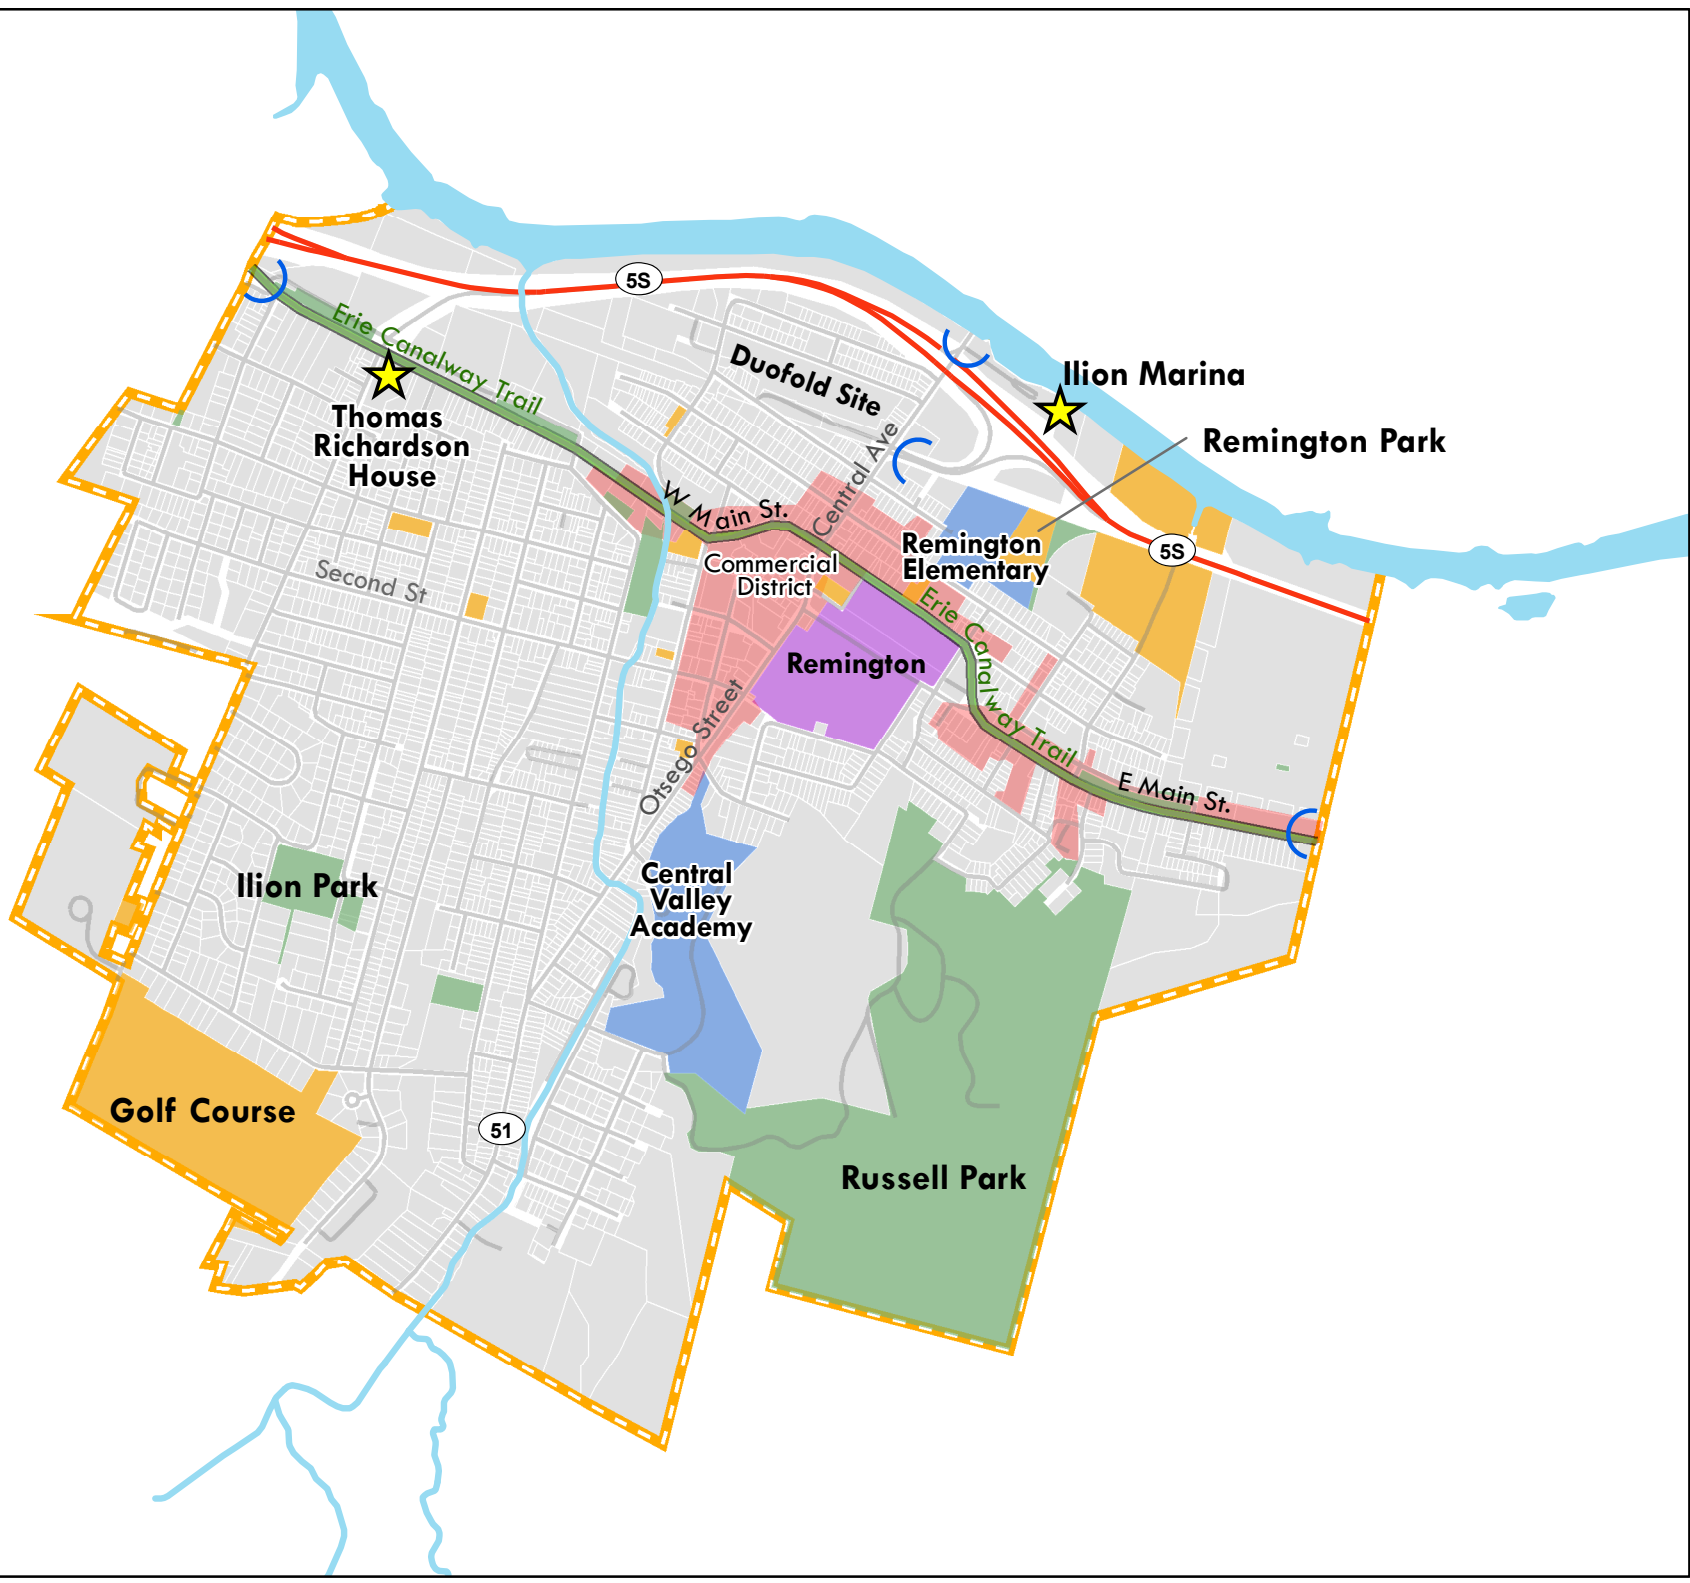 5S
Erie Canalway Trail
Duofold Site
Ilion Marina
Thomas
Richardson
House
Central Ave
Remington Park
W Main St.
5S
Remington
Elementary
Commercial
District
Second St
Erie Canalway Trail
Remington
Otsego Street
E Main St.
Central
Valley
Academy
Ilion Park
Golf Course
51
Russell Park